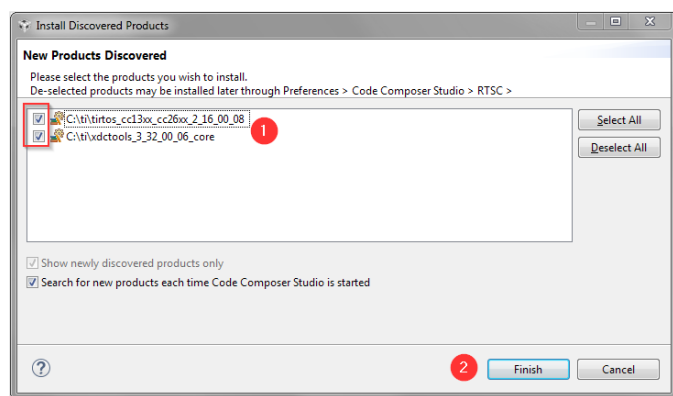 Install Discovered Products
New Products Discovered
Please select the products you wish to install.
De-selected products may be installed later through Preferences > Code Composer Studio > RTSC >
C:\ti\tirtos_cc13xx_cc26xx_2_16_00_08
C:\ti\xdctools_3_32_00_06_core
1
Select All
Deselect All
Show newly discovered products only
Search for new products each time Code Composer Studio is started
?
2
Finish
Cancel